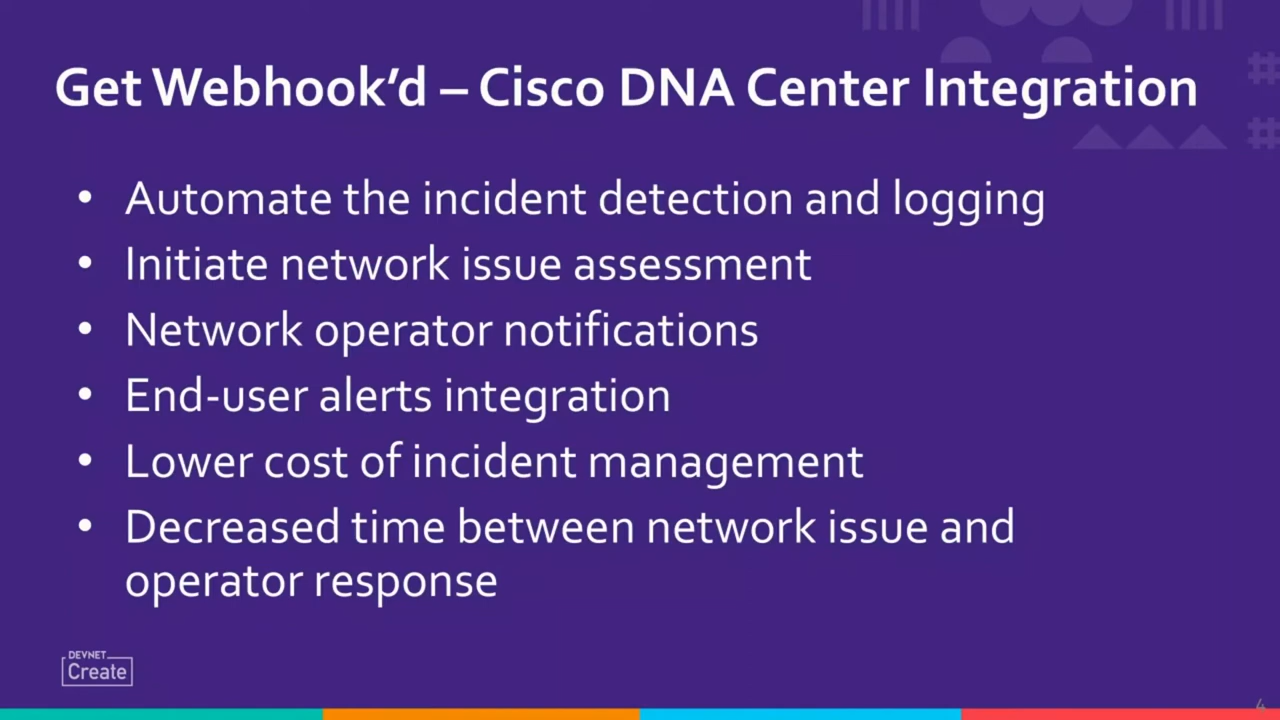 Get Webhook’d – Cisco DNA Center Integration
• Automate the incident detection and logging
• Initiate network issue assessment
• Network operator notifications
• End-user alerts integration
• Lower cost of incident management
• Decreased time between network issue and
operator response
DEVNET
Create
4